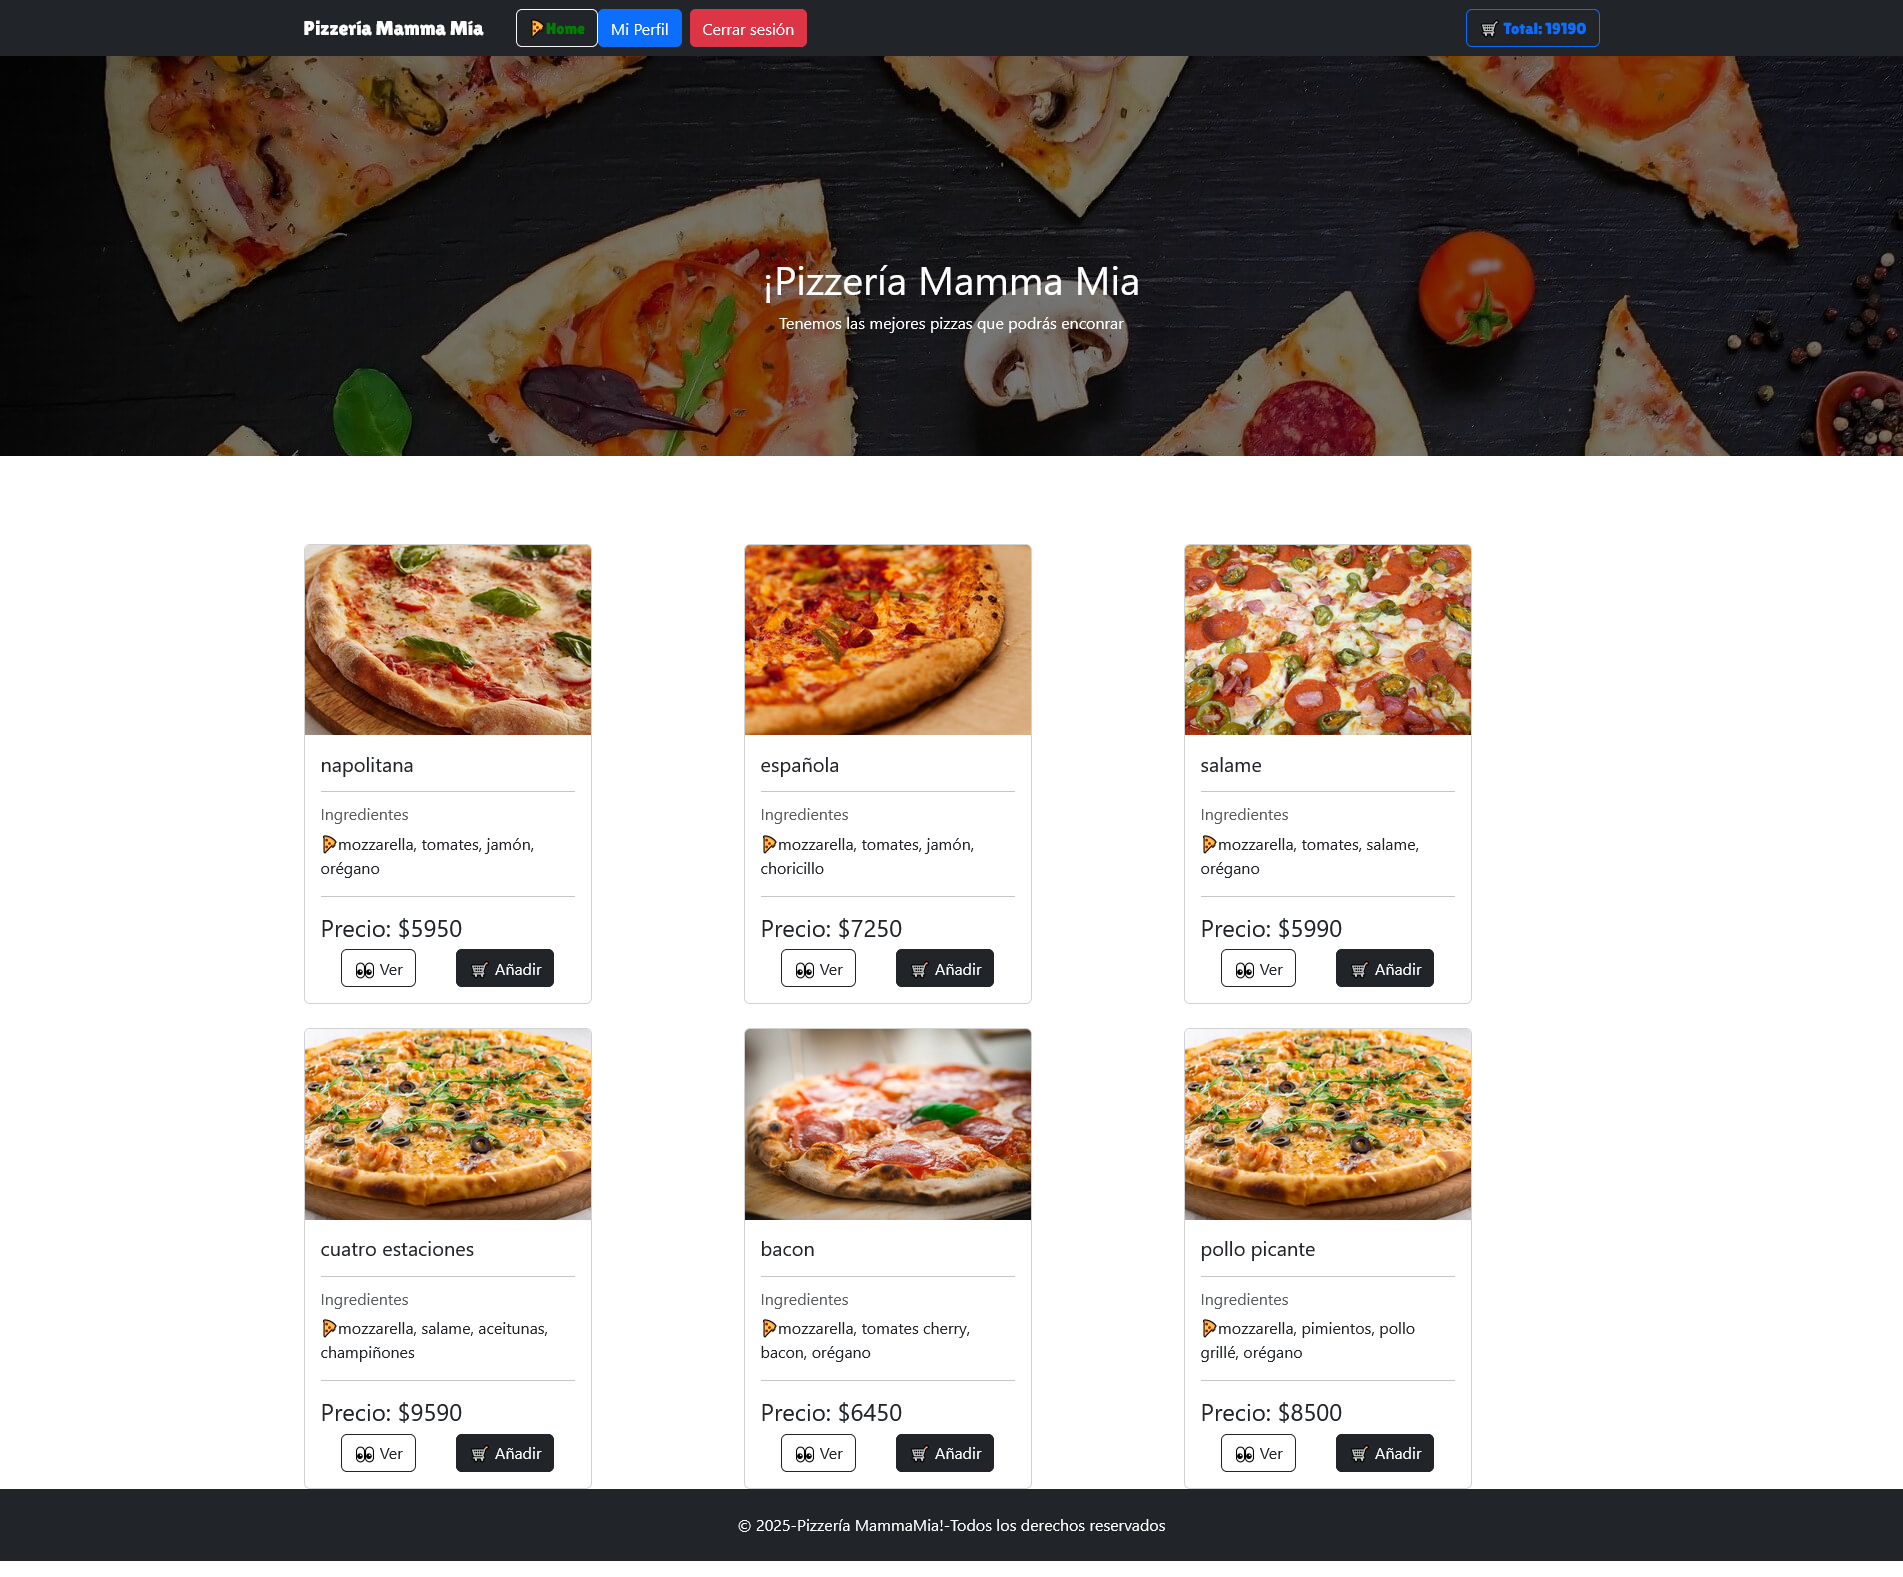 Pizzería Mamma Mía
🍕Home
Mi Perfil
Cerrar sesión
🛒 Total: 19190
¡Pizzería Mamma Mia
Tenemos las mejores pizzas que podrás enconrar
napolitana
Ingredientes
🍕mozzarella, tomates, jamón,
orégano
Precio: $5950
👀 Ver
🛒 Añadir
española
Ingredientes
🍕mozzarella, tomates, jamón,
choricillo
Precio: $7250
👀 Ver
🛒 Añadir
salame
Ingredientes
🍕mozzarella, tomates, salame,
orégano
Precio: $5990
👀 Ver
🛒 Añadir
cuatro estaciones
Ingredientes
🍕mozzarella, salame, aceitunas,
champiñones
Precio: $9590
👀 Ver
🛒 Añadir
bacon
Ingredientes
🍕mozzarella, tomates cherry,
bacon, orégano
Precio: $6450
👀 Ver
🛒 Añadir
pollo picante
Ingredientes
🍕mozzarella, pimientos, pollo
grillé, orégano
Precio: $8500
👀 Ver
🛒 Añadir
© 2025-Pizzería MammaMia!-Todos los derechos reservados